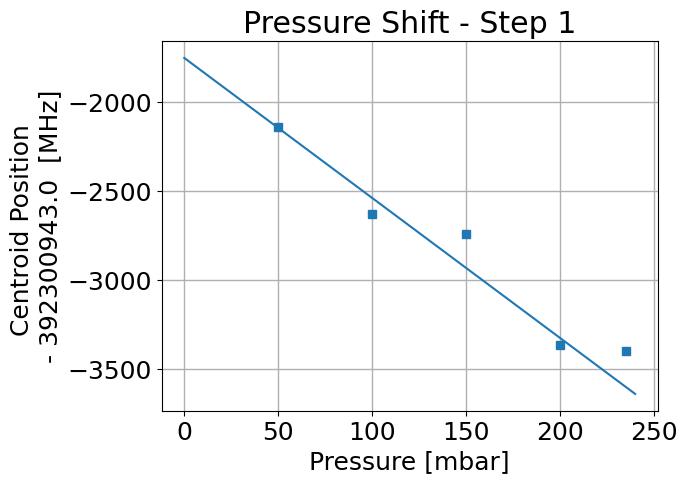 Pressure Shift - Step 1
Centroid Position
- 392300943.0 [MHz]
−2000
−2500
−3000
−3500
0 50 100 150 200 250
Pressure [mbar]